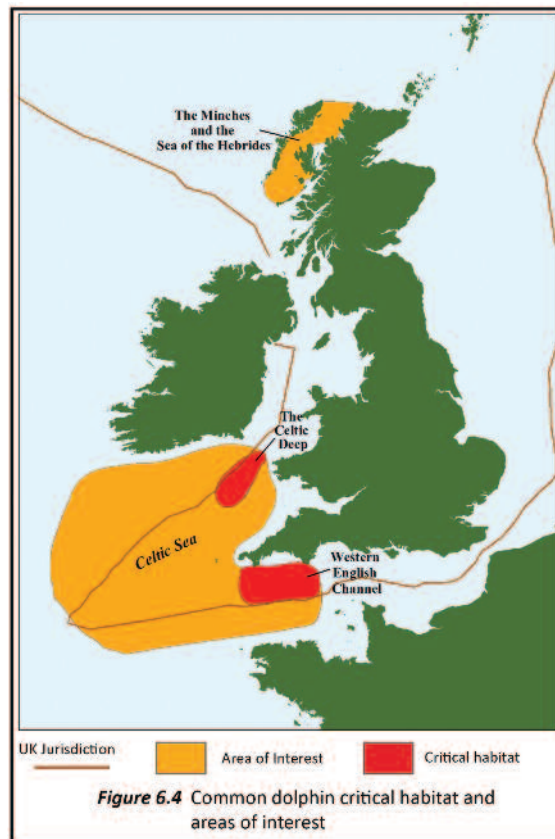 The Minches
and the
Sea of the Hebrides
The
Celtic
Deep
Celtic Sea
Western
English
Channel
UK Jurisdiction
Area of Interest
Critical habitat
Figure 6.4 Common dolphin critical habitat and
areas of interest